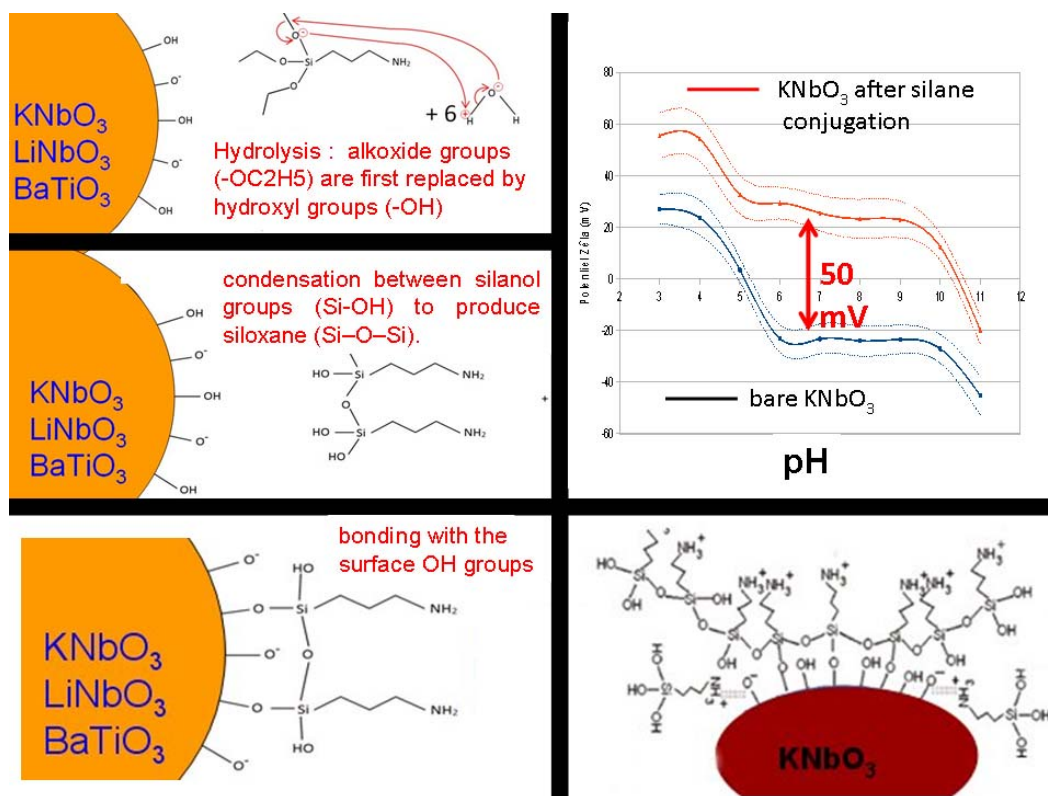 OH
O⁻
OH
O⁻
OH
KNbO₃
LiNbO₃
BaTiO₃
O
O
Si
O
NH₂
+ 6
O
H
H
Hydrolysis : alkoxide groups
(-OC2H5) are first replaced by
hydroxyl groups (-OH)
80
60
40
20
0
-20
-40
-60
2
3
4
5
6
7
8
9
10
11
12
KNbO₃ after silane
conjugation
50
mV
bare KNbO₃
pH
condensation between silanol
groups (Si-OH) to produce
siloxane (Si–O–Si).
OH
O⁻
OH
O⁻
OH
KNbO₃
LiNbO₃
BaTiO₃
HO
Si
NH₂
O
HO
Si
NH₂
HO
+
bonding with the
surface OH groups
KNbO₃
LiNbO₃
BaTiO₃
O⁻
HO
O
Si
NH₂
O⁻
O
O
Si
NH₂
HO
O⁻
KNbO₃